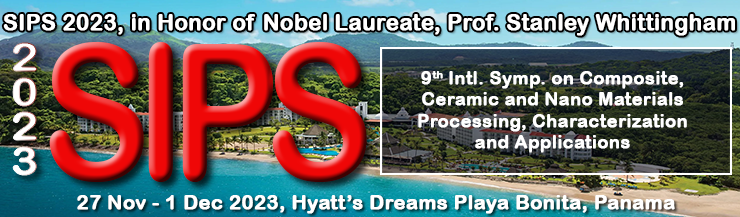 SIPS 2023, in Honor of Nobel Laureate, Prof. Stanley Whittingham
2023
SIPS
9th Intl. Symp. on Composite,
Ceramic and Nano Materials
Processing, Characterization
and Applications
27 Nov - 1 Dec 2023, Hyatt's Dreams Playa Bonita, Panama